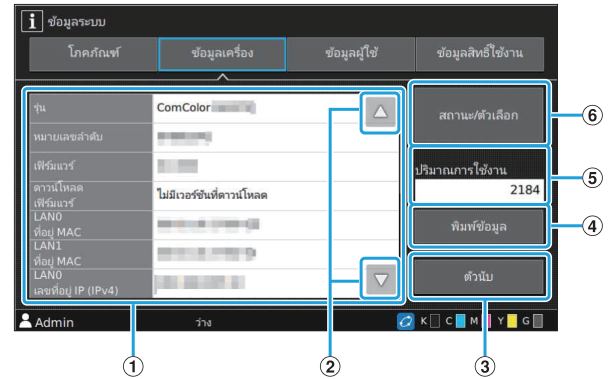 i ข้อมูลระบบ
โภคภัณฑ์ ข้อมูลเครื่อง ข้อมูลผู้ใช้ ข้อมูลสิทธิ์ใช้งาน
รุ่น ComColor
หมายเลขลำดับ
เฟิร์มแวร์
ดาวน์โหลด
เฟิร์มแวร์
ไม่มีเวอร์ชันที่ดาวน์โหลด
LAN0
ที่อยู่ MAC
LAN1
ที่อยู่ MAC
LAN0
เลขที่อยู่ IP (IPv4)
สถานะ/ตัวเลือก
ปริมาณการใช้งาน
2184
พิมพ์ข้อมูล
ตัวนับ
Admin ว่าง K C M Y G
⑥
⑤
④
① ② ③